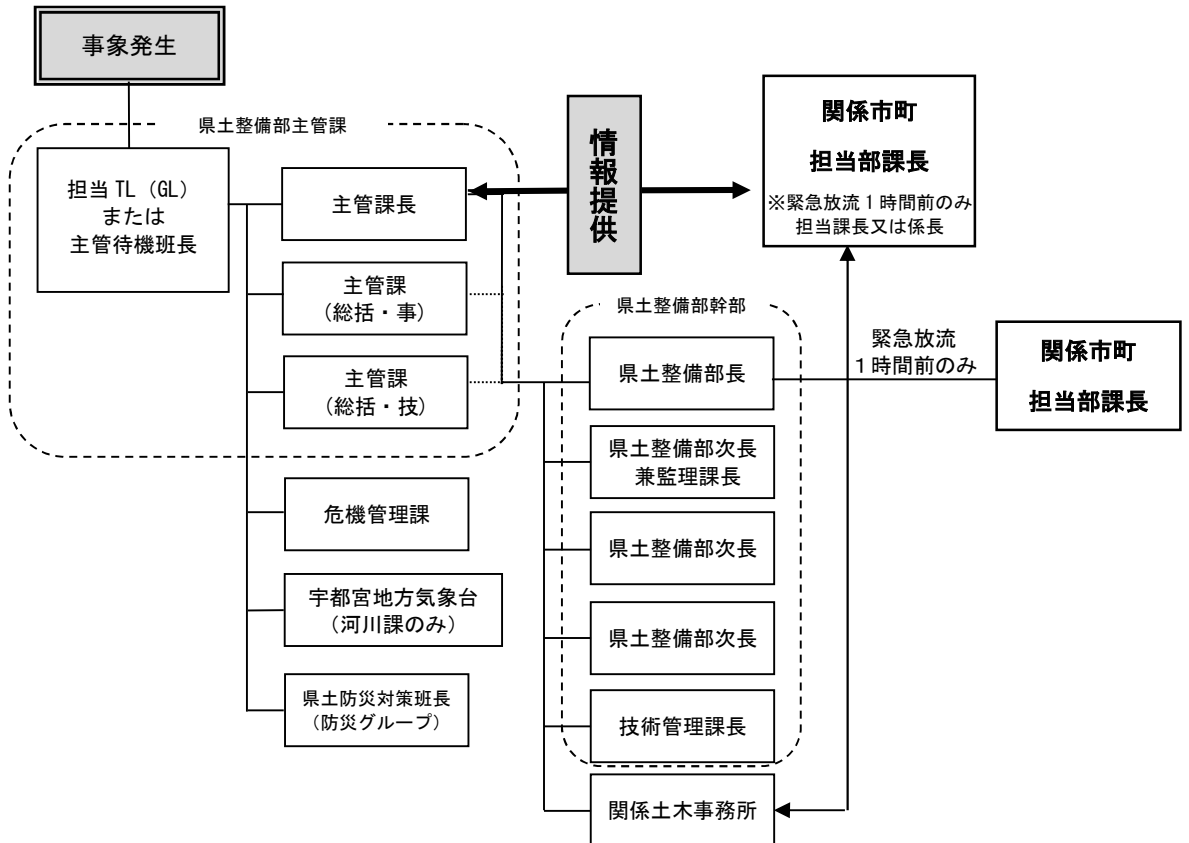 事象発生
県土整備部主管課
担当 TL（GL）
または
主管待機班長
主管課長
主管課
（総括・事）
主管課
（総括・技）
危機管理課
宇都宮地方気象台
（河川課のみ）
県土防災対策班長
（防災グループ）
情報提供
関係市町
担当部課長
※緊急放流１時間前のみ
担当課長又は係長
県土整備部幹部
県土整備部長
県土整備部次長
兼監理課長
県土整備部次長
県土整備部次長
技術管理課長
関係土木事務所
緊急放流
１時間前のみ
関係市町
担当部課長